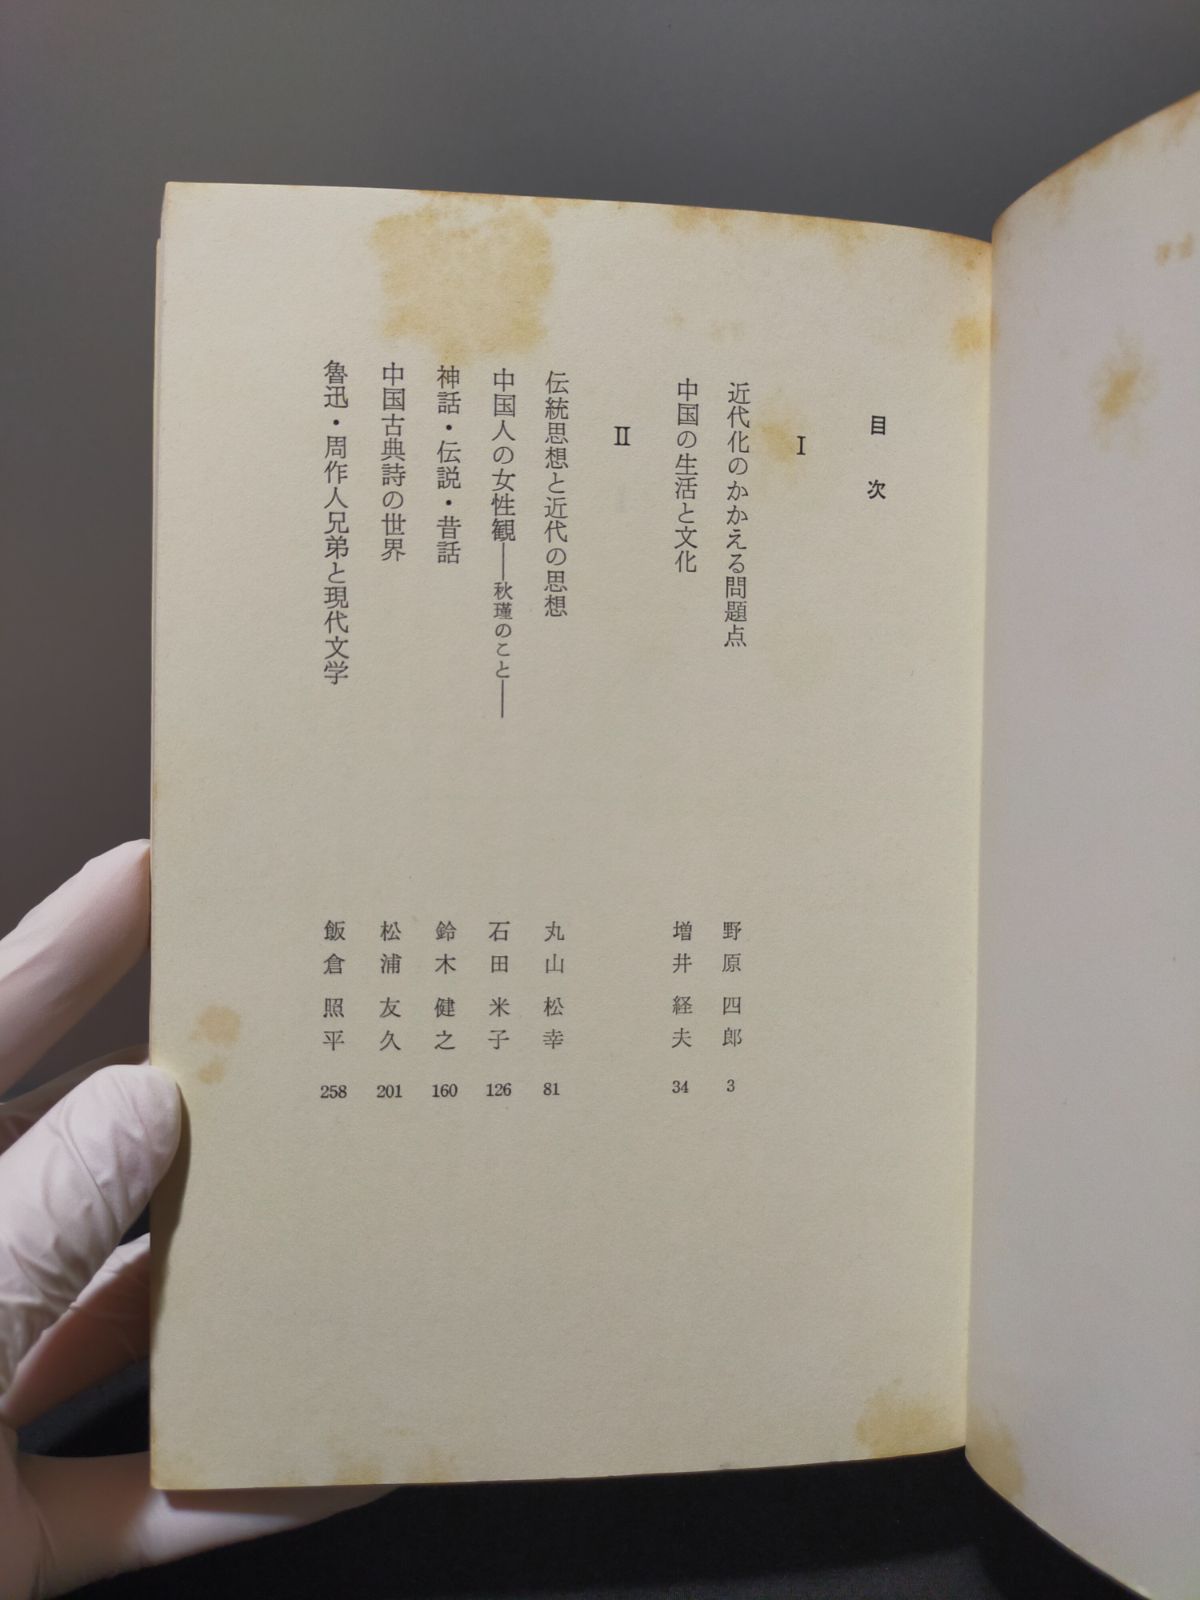 目次
I
近代化のかかえる問題点 野原四郎 3
中国の生活と文化 増井経夫 34
II
伝統思想と近代の思想 丸山松幸 81
中国人の女性観――秋瑾のこと―― 石田米子 126
神話・伝説・昔話 鈴木健之 160
中国古典詩の世界 松浦友久 201
魯迅・周作人兄弟と現代文学 飯倉照平 258